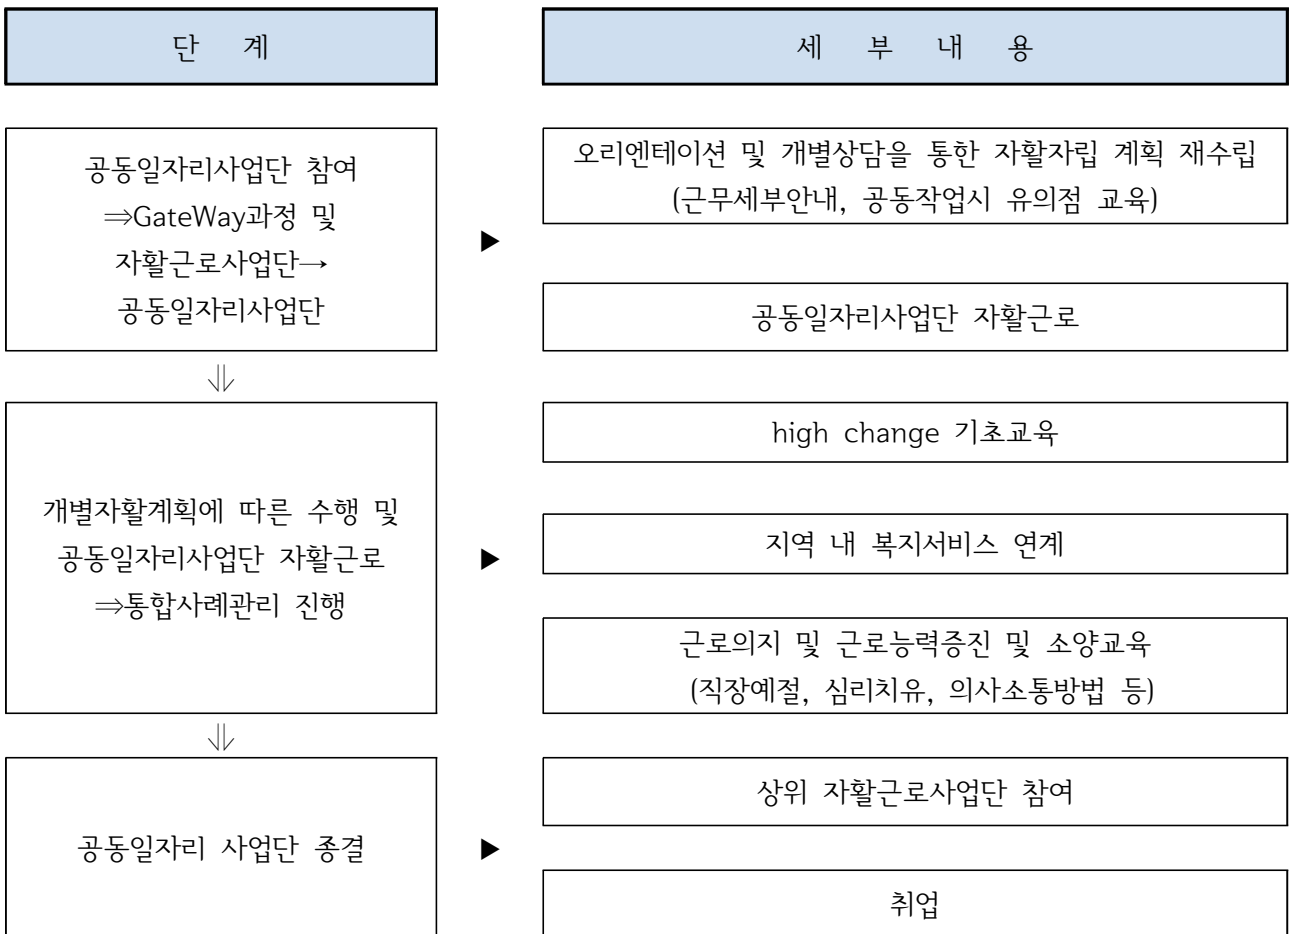 단 계
세 부 내 용
공동일자리사업단 참여
⇒GateWay과정 및
자활근로사업단→
공동일자리사업단
▶
오리엔테이션 및 개별상담을 통한 자활자립 계획 재수립
(근무세부안내, 공동작업시 유의점 교육)
공동일자리사업단 자활근로
⇓
개별자활계획에 따른 수행 및
공동일자리사업단 자활근로
⇒통합사례관리 진행
▶
high change 기초교육
지역 내 복지서비스 연계
근로의지 및 근로능력증진 및 소양교육
(직장예절, 심리치유, 의사소통방법 등)
⇓
공동일자리 사업단 종결
▶
상위 자활근로사업단 참여
취업